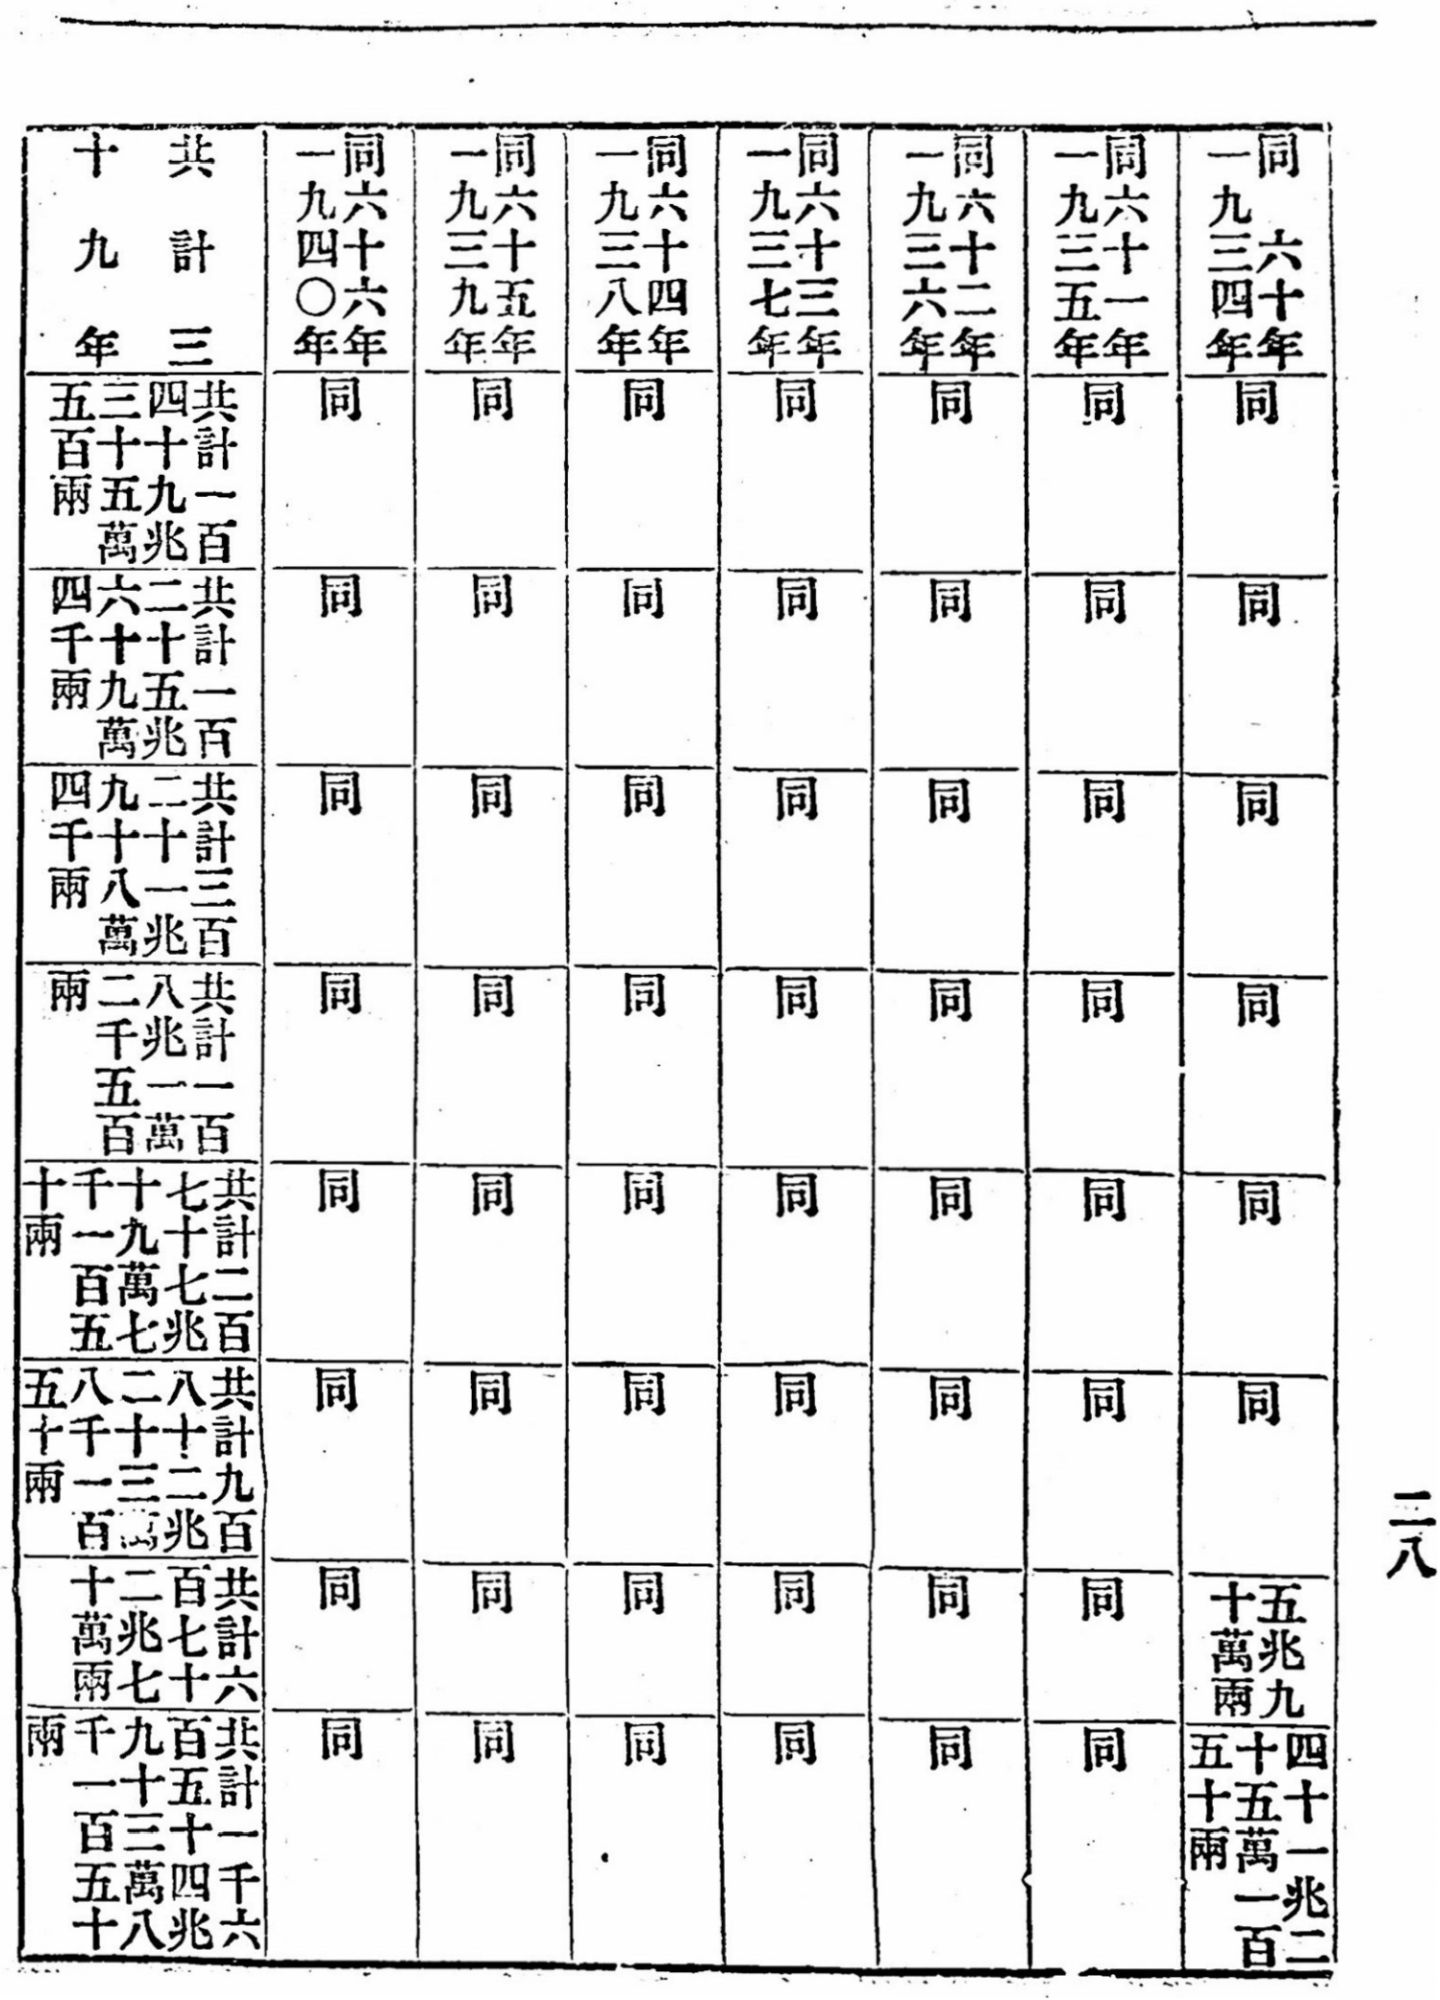 二八
同　六十年
一九三四年
同
同
同
同
同
同
五兆九
十萬兩
四十一兆二
十五萬一百
五十兩
同六十一年
一九三五年
同
同
同
同
同
同
同
同
同六十二年
一九三六年
同
同
同
同
同
同
同
同
同六十三年
一九三七年
同
同
同
同
同
同
同
同
同六十四年
一九三八年
同
同
同
同
同
同
同
同
同六十五年
一九三九年
同
同
同
同
同
同
同
同
同六十六年
一九四〇年
同
同
同
同
同
同
同
同
共計三
十九年
共計一百
四十九兆
三十五萬
五百兩
共計一百
二十五兆
六十九萬
四千兩
共計三百
二十一兆
九十八萬
四千兩
共計一百
八兆一萬
二千五百
兩
共計二百
七十七兆
十九萬七
千一百五
十兩
共計九百
八十二兆
二十三萬
八千一百
五十兩
共計六
百七十
二兆七
十萬兩
共計一千六
百五十四兆
九十三萬八
千一百五十
兩